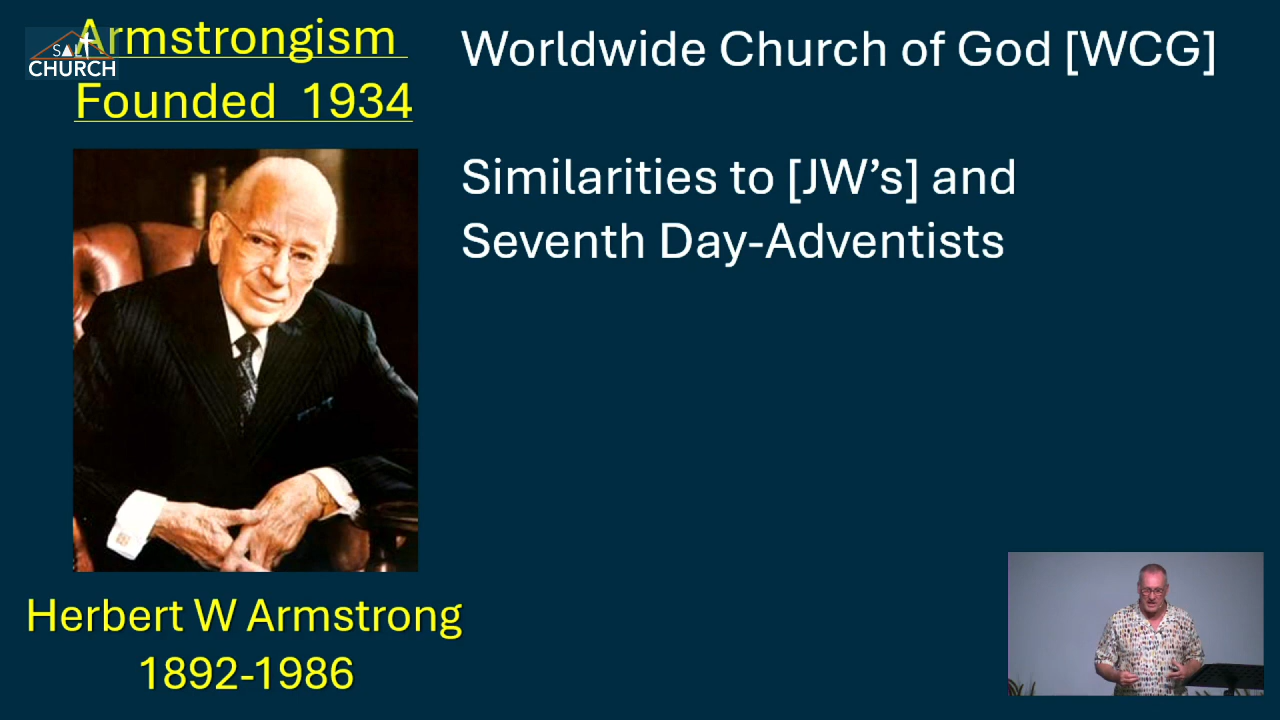 Armstrongism
Founded 1934
SALT
CHURCH
Worldwide Church of God [WCG]
Similarities to [JW’s] and
Seventh Day-Adventists
Herbert W Armstrong
1892-1986